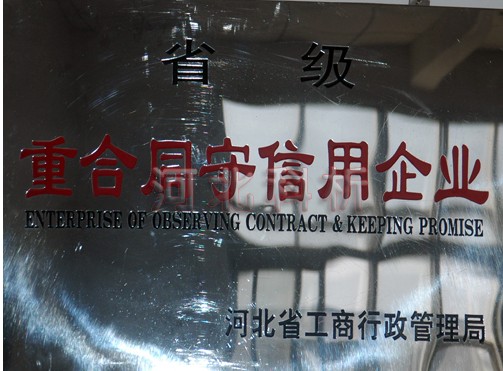 省级
重合同守信用企业
ENTERPRISE OF OBSERVING CONTRACT & KEEPING PROMISE
河北省工商行政管理局